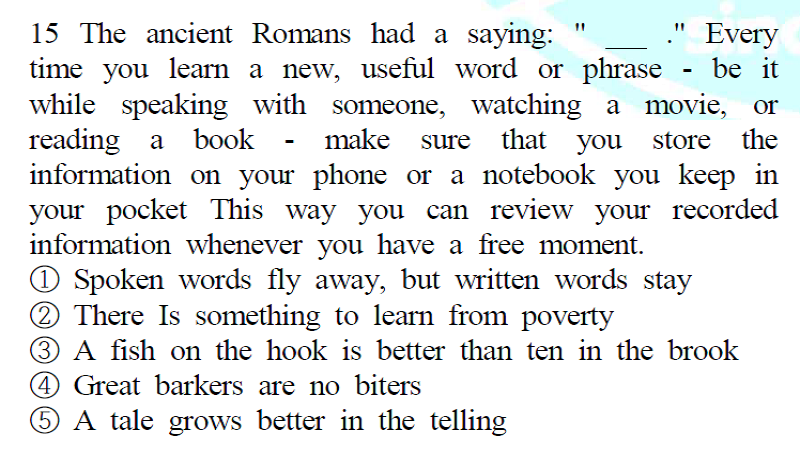 15 The ancient Romans had a saying: " ___ ." Every
time you learn a new, useful word or phrase - be it
while speaking with someone, watching a movie, or
reading a book - make sure that you store the
information on your phone or a notebook you keep in
your pocket This way you can review your recorded
information whenever you have a free moment.
① Spoken words fly away, but written words stay
② There Is something to learn from poverty
③ A fish on the hook is better than ten in the brook
④ Great barkers are no biters
⑤ A tale grows better in the telling